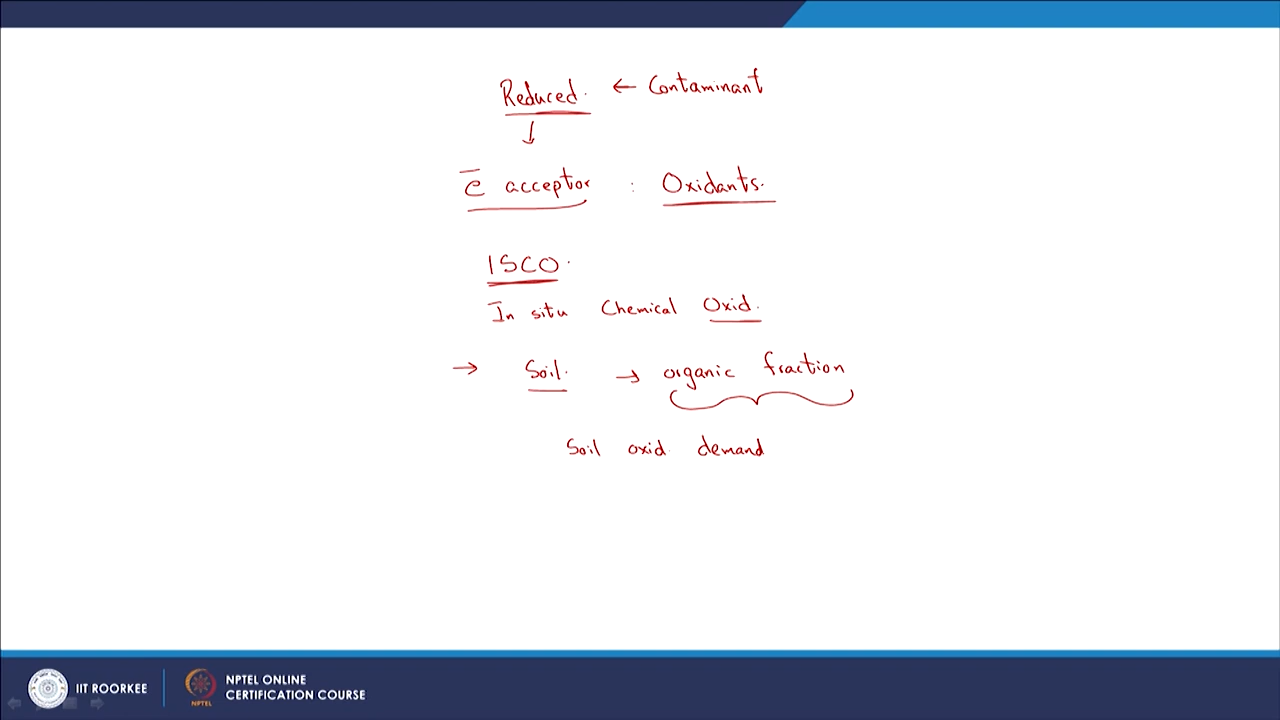 Reduced. ← Contaminant
↓
e̅ acceptor : Oxidants.
ISCO.
In situ Chemical Oxid.
→ Soil. → organic fraction
Soil oxid. demand
IIT ROORKEE
NPTEL ONLINE
CERTIFICATION COURSE
NPTEL